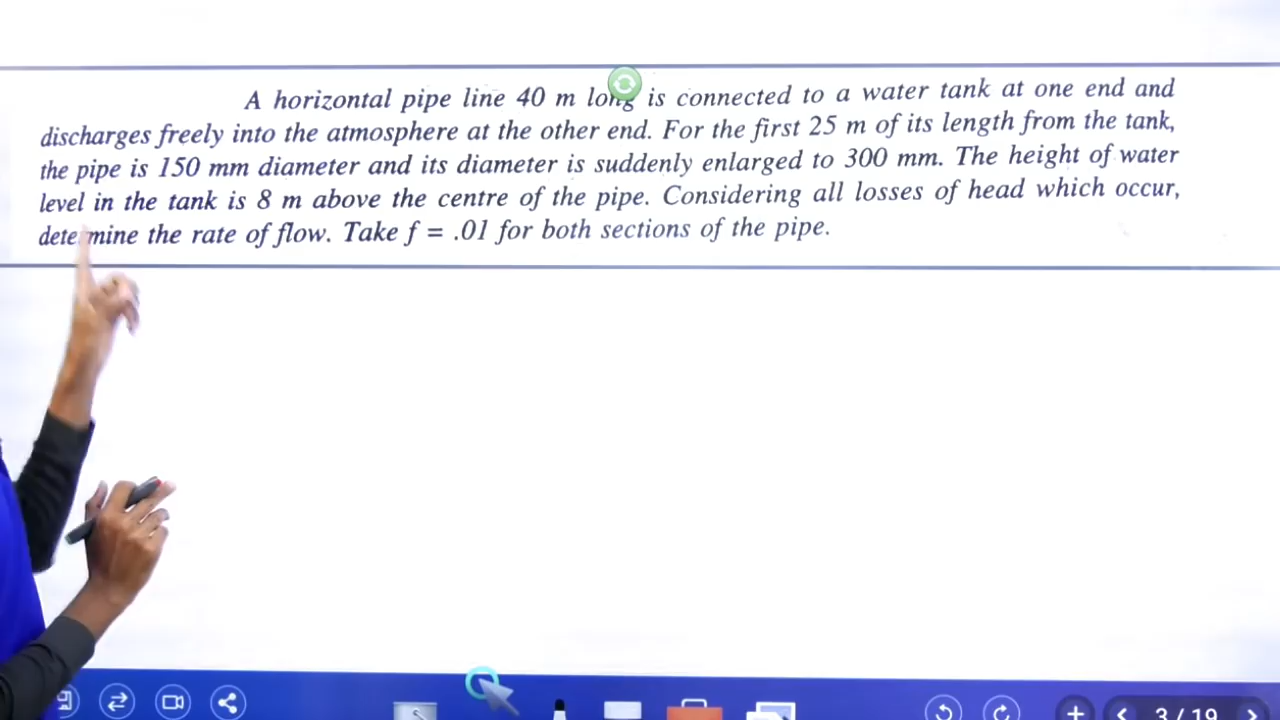 A horizontal pipe line 40 m long is connected to a water tank at one end and
discharges freely into the atmosphere at the other end. For the first 25 m of its length from the tank,
the pipe is 150 mm diameter and its diameter is suddenly enlarged to 300 mm. The height of water
level in the tank is 8 m above the centre of the pipe. Considering all losses of head which occur,
determine the rate of flow. Take f = .01 for both sections of the pipe.
3 / 19